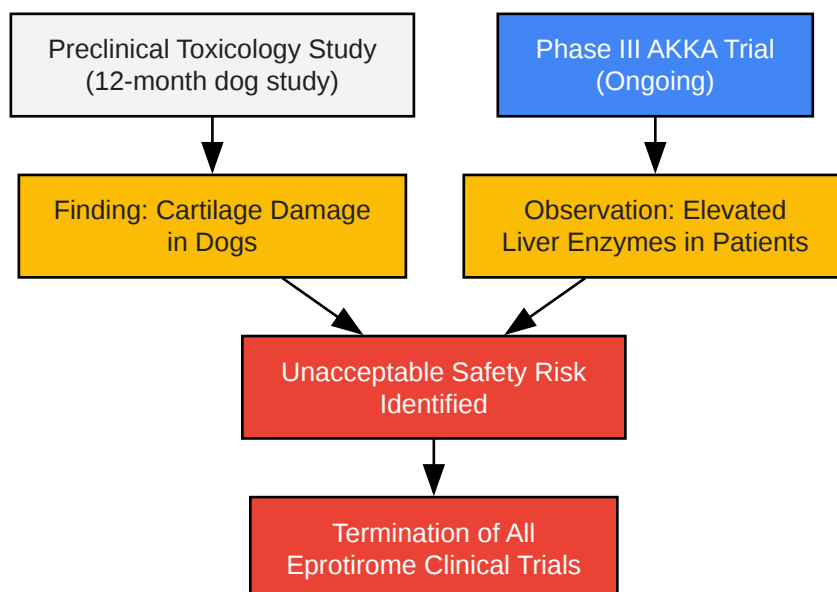 Preclinical Toxicology Study
(12-month dog study)
Phase III AKKA Trial
(Ongoing)
Finding: Cartilage Damage
in Dogs
Observation: Elevated
Liver Enzymes in Patients
Unacceptable Safety Risk
Identified
Termination of All
Eprotirome Clinical Trials